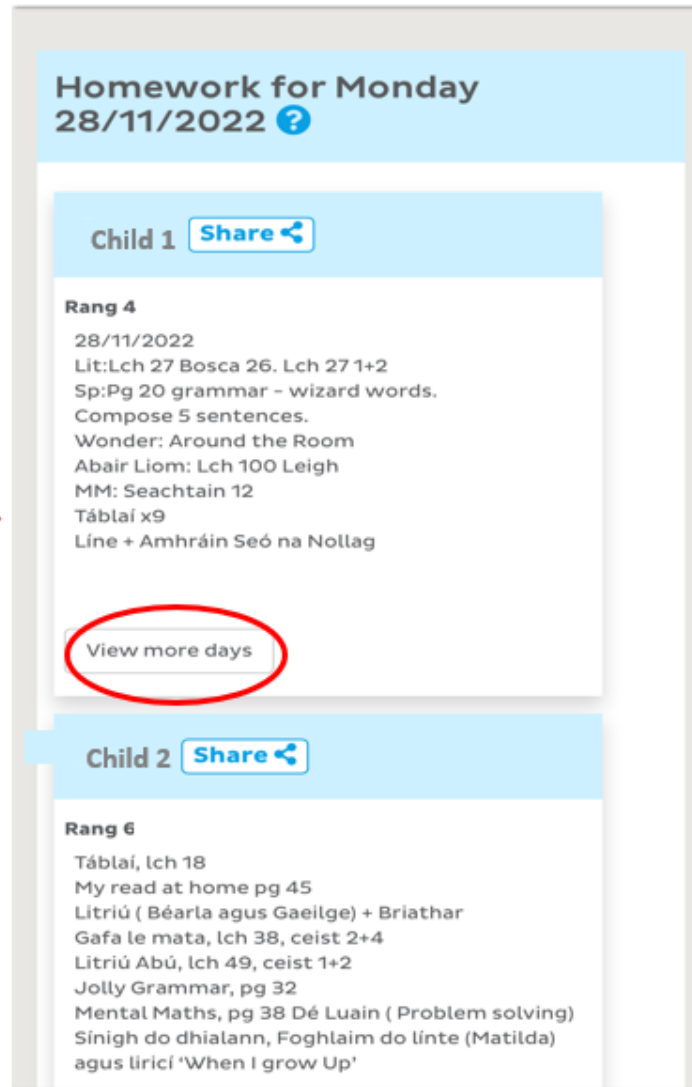 Homework for Monday
28/11/2022 ?
Child 1 Share
Rang 4
28/11/2022
Lit:Lch 27 Bosca 26. Lch 27 1+2
Sp:Pg 20 grammar – wizard words.
Compose 5 sentences.
Wonder: Around the Room
Abair Liom: Lch 100 Leigh
MM: Seachtain 12
Táblaí x9
Líne + Amhráin Seó na Nollag
View more days
Child 2 Share
Rang 6
Táblaí, lch 18
My read at home pg 45
Litriú ( Béarla agus Gaeilge) + Briathar
Gafa le mata, lch 38, ceist 2+4
Litriú Abú, lch 49, ceist 1+2
Jolly Grammar, pg 32
Mental Maths, pg 38 Dé Luain ( Problem solving)
Sínigh do dhialann, Foghlaim do línte (Matilda)
agus liricí ‘When I grow Up’